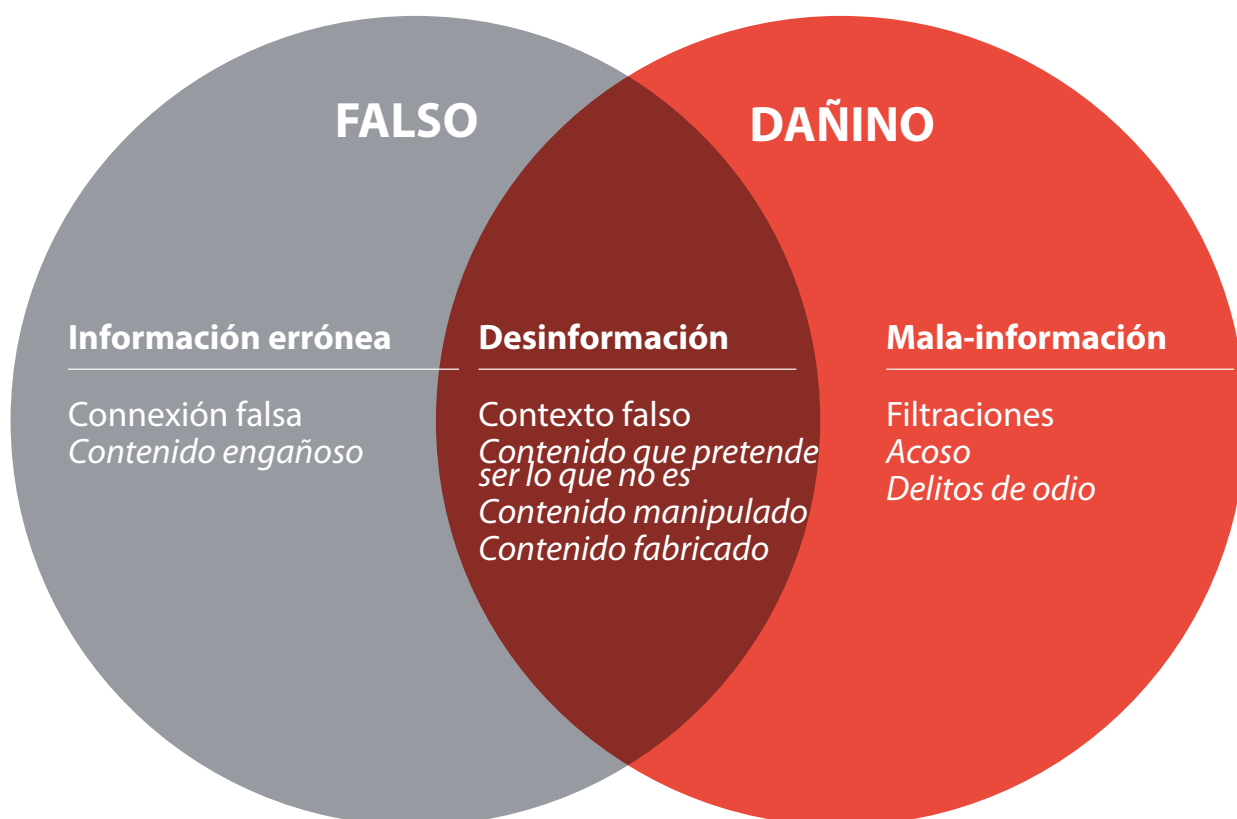 FALSO
DAÑINO
Información errónea
Connexión falsa
Contenido engañoso
Desinformación
Contexto falso
Contenido que pretende
ser lo que no es
Contenido manipulado
Contenido fabricado
Mala-información
Filtraciones
Acoso
Delitos de odio